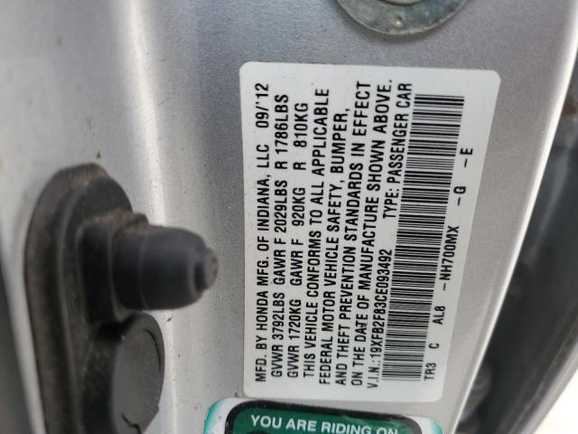 MFD. BY HONDA MFG. OF INDIANA, LLC 09/'12
GVWR 3792LBS GAWR F 2029LBS R 1786LBS
GVWR 1720KG GAWR F 920KG R 810KG
THIS VEHICLE CONFORMS TO ALL APPLICABLE
FEDERAL MOTOR VEHICLE SAFETY, BUMPER,
AND THEFT PREVENTION STANDARDS IN EFFECT
ON THE DATE OF MANUFACTURE SHOWN ABOVE.
V.I.N.:19XFB2F83CE093492 TYPE: PASSENGER CAR
TR3 C AL8 -NH700MX -G -E
YOU ARE RIDING ON